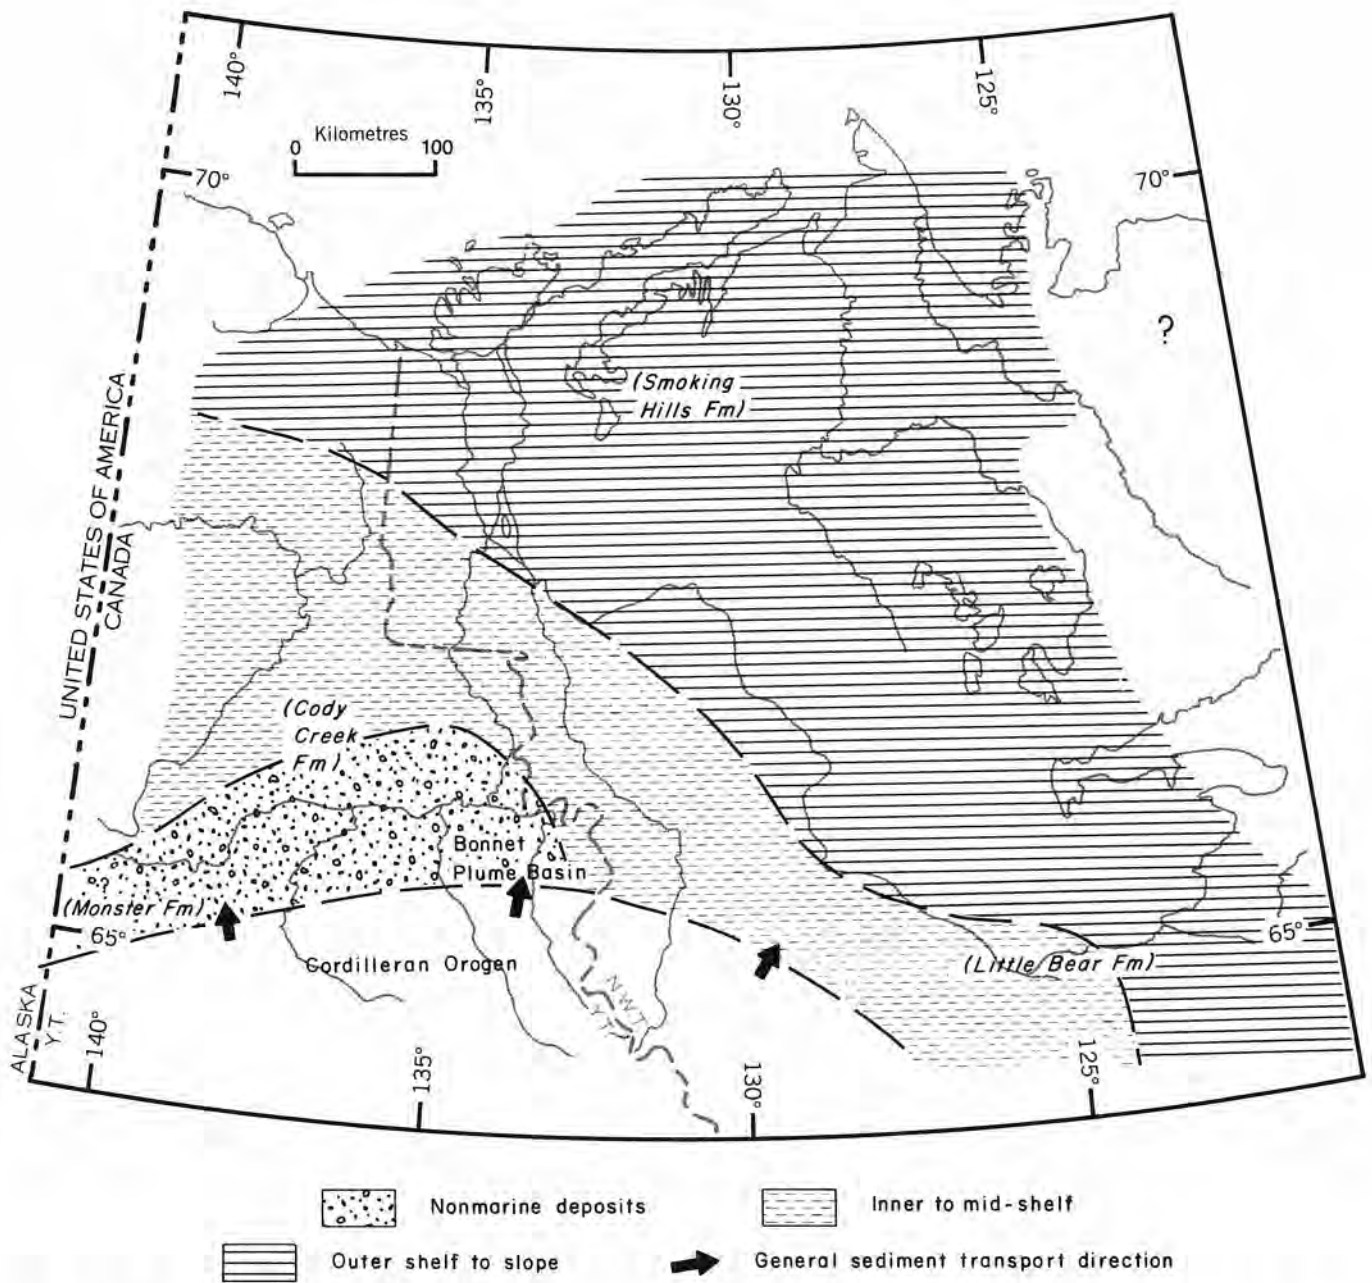 140°
135°
130°
125°
Kilometres
0 100
70°
70°
?
(Smoking
Hills Fm)
UNITED STATES OF AMERICA
CANADA
(Cody
Creek
Fm)
Bonnet
Plume Basin
?
(Monster Fm)
65°
65°
(Little Bear Fm)
Cordilleran Orogen
N.W.T.
Y.T.
ALASKA
Y.T.
140°
135°
130°
125°
Nonmarine deposits
Inner to mid-shelf
Outer shelf to slope
General sediment transport direction